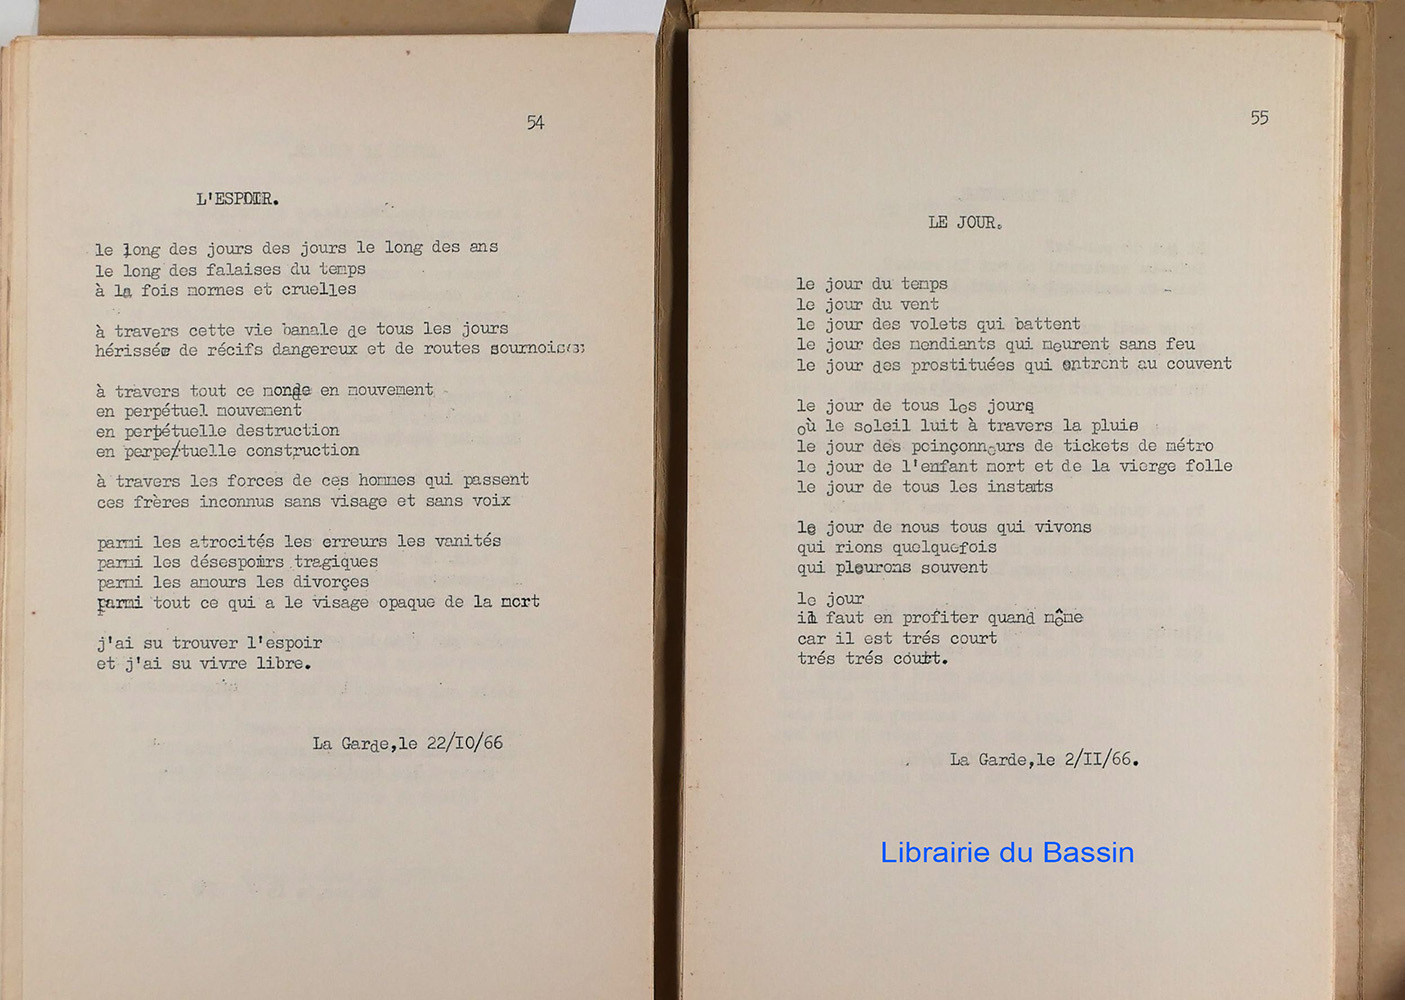 54
L'ESPOIR.
le long des jours des jours le long des ans
le long des falaises du temps
à la fois mornes et cruelles
à travers cette vie banale de tous les jours
hérissée de récifs dangereux et de routes sournoises
à travers tout ce monde en mouvement
en perpétuel mouvement
en perpétuelle destruction
en perpétuelle construction
à travers les forces de ces hommes qui passent
ces frères inconnus sans visage et sans voix
parmi les atrocités les erreurs les vanités
parmi les désespoirs tragiques
parmi les amours les divorçes
parmi tout ce qui a le visage opaque de la mort
j'ai su trouver l'espoir
et j'ai su vivre libre.
La Garde,le 22/IO/66
55
LE JOUR.
le jour du temps
le jour du vent
le jour des volets qui battent
le jour des mendiants qui meurent sans feu
le jour des prostituées qui entrent au couvent
le jour de tous les jours
où le soleil luit à travers la pluie
le jour des poinçonneurs de tickets de métro
le jour de l'enfant mort et de la vierge folle
le jour de tous les instants
le jour de nous tous qui vivons
qui rions quelquefois
qui pleurons souvent
le jour
il faut en profiter quand même
car il est trés court
trés trés court.
La Garde,le 2/II/66.
Librairie du Bassin